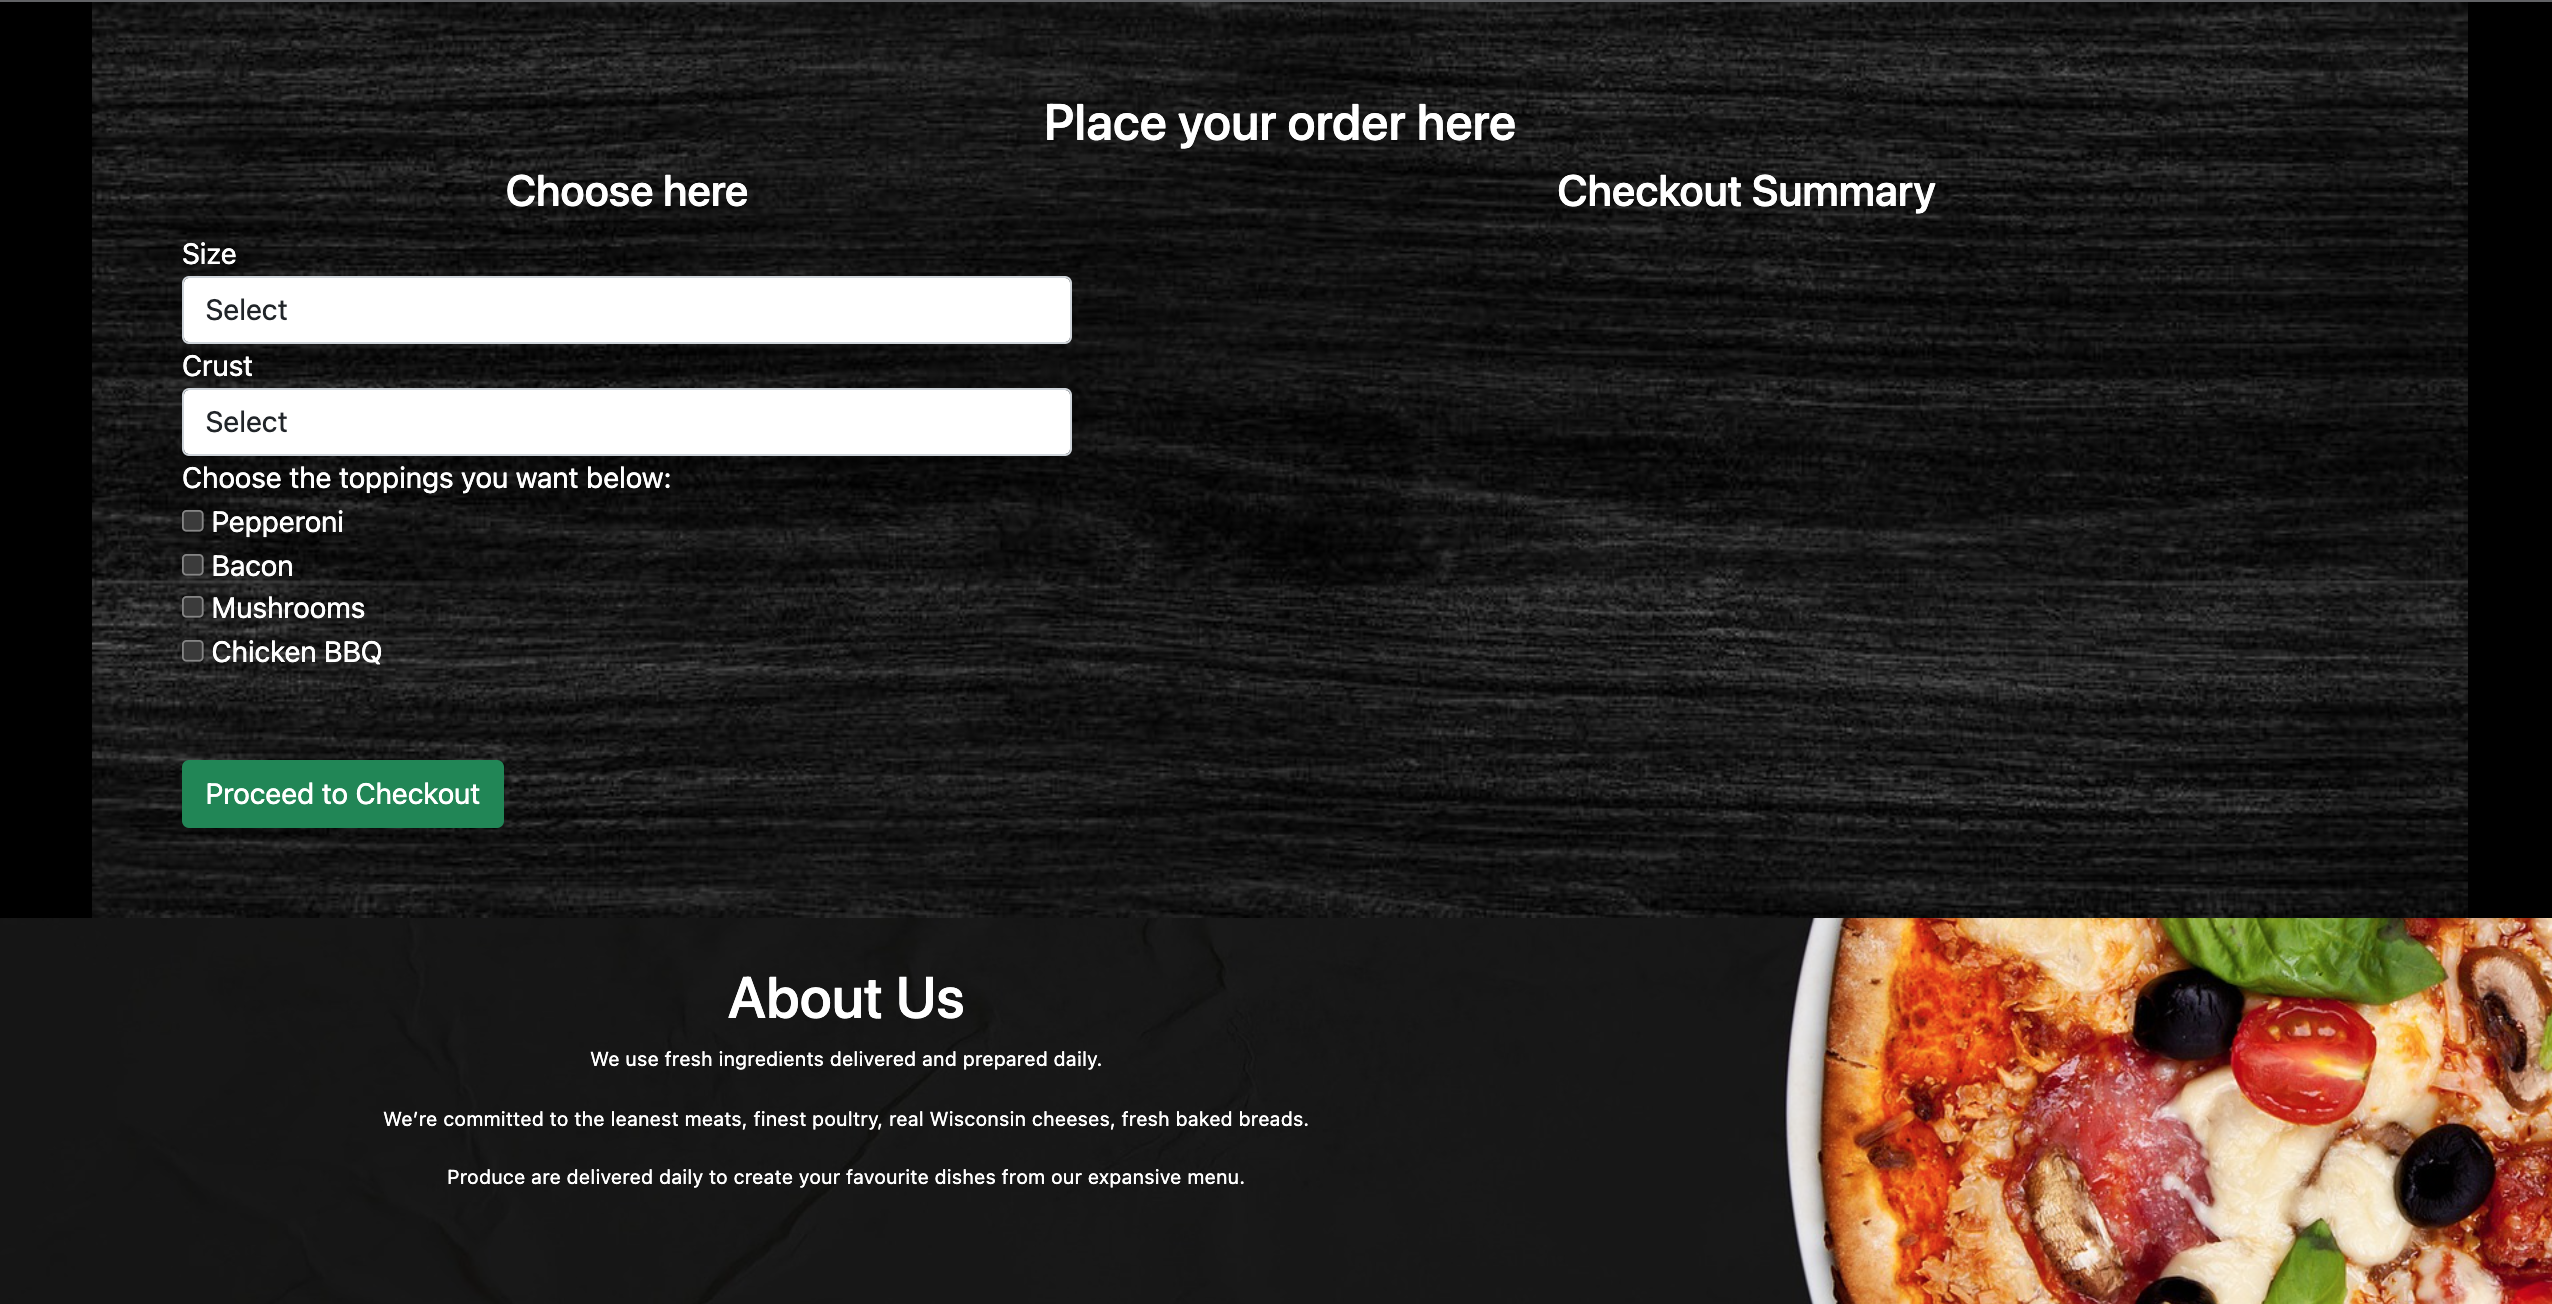 Place your order here
Choose here
Size
Select
Crust
Select
Choose the toppings you want below:
Pepperoni
Bacon
Mushrooms
Chicken BBQ
Proceed to Checkout
Checkout Summary
About Us
We use fresh ingredients delivered and prepared daily.
We’re committed to the leanest meats, finest poultry, real Wisconsin cheeses, fresh baked breads.
Produce are delivered daily to create your favourite dishes from our expansive menu.